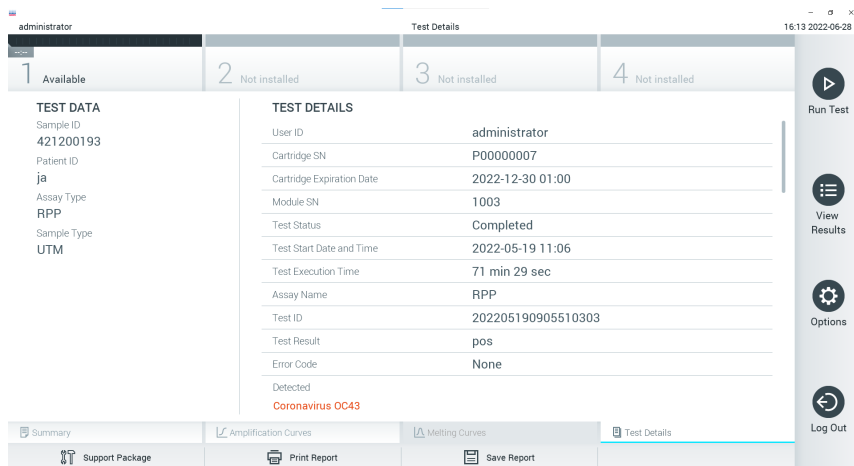 administrator
Test Details
16:13 2022-06-28
--:--
1 Available
2 Not installed
3 Not installed
4 Not installed
TEST DATA
Sample ID
421200193
Patient ID
ja
Assay Type
RPP
Sample Type
UTM
TEST DETAILS
User ID administrator
Cartridge SN P00000007
Cartridge Expiration Date 2022-12-30 01:00
Module SN 1003
Test Status Completed
Test Start Date and Time 2022-05-19 11:06
Test Execution Time 71 min 29 sec
Assay Name RPP
Test ID 202205190905510303
Test Result pos
Error Code None
Detected
Coronavirus OC43
Run Test
View
Results
Options
Log Out
Summary
Amplification Curves
Melting Curves
Test Details
Support Package
Print Report
Save Report